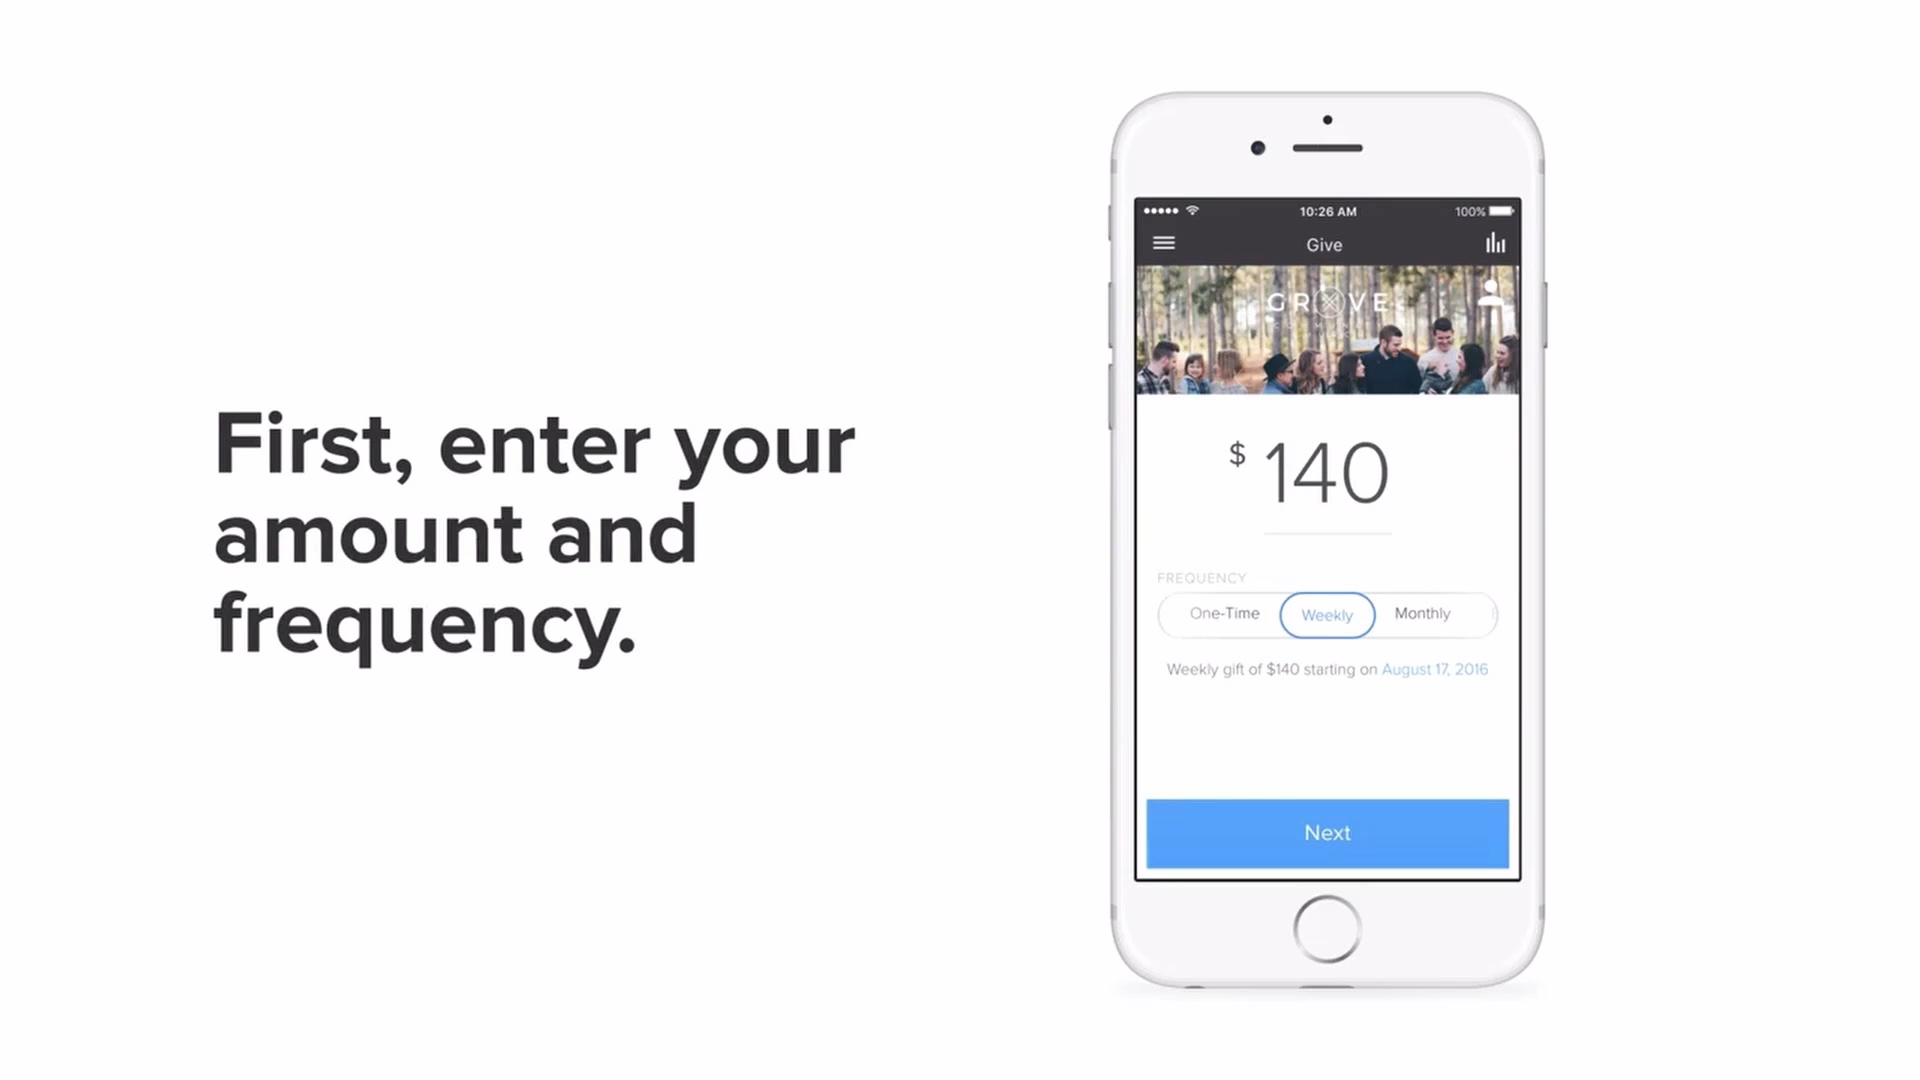 First, enter your
amount and
frequency.
10:26 AM
100%
Give
GROVE
$ 140
FREQUENCY
One-Time Weekly Monthly
Weekly gift of $140 starting on August 17, 2016
Next